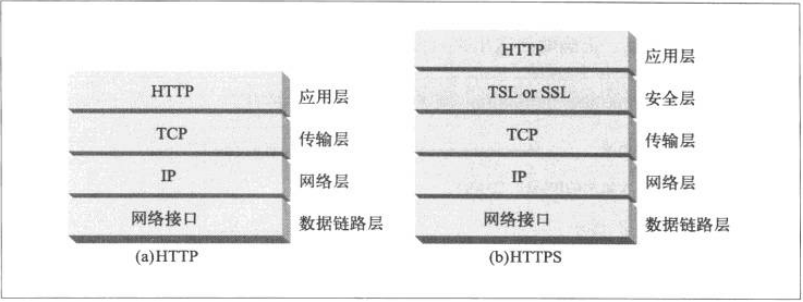 HTTP
应用层
TCP
传输层
IP
网络层
网络接口
数据链路层
(a)HTTP
HTTP
应用层
TSL or SSL
安全层
TCP
传输层
IP
网络层
网络接口
数据链路层
(b)HTTPS